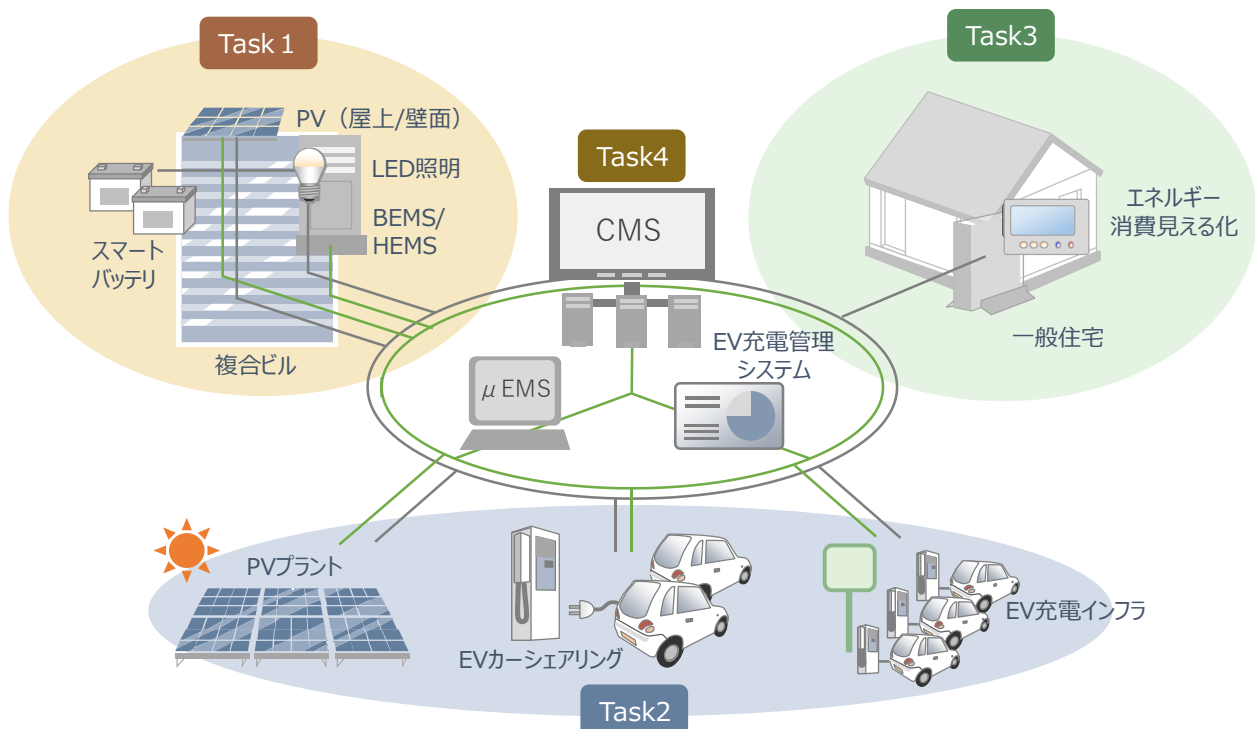 Task 1
PV（屋上/壁面）
LED照明
BEMS/
HEMS
スマート
バッテリ
複合ビル
Task4
CMS
μEMS
EV充電管理
システム
Task3
エネルギー
消費見える化
一般住宅
PVプラント
EVカーシェアリング
EV充電インフラ
Task2